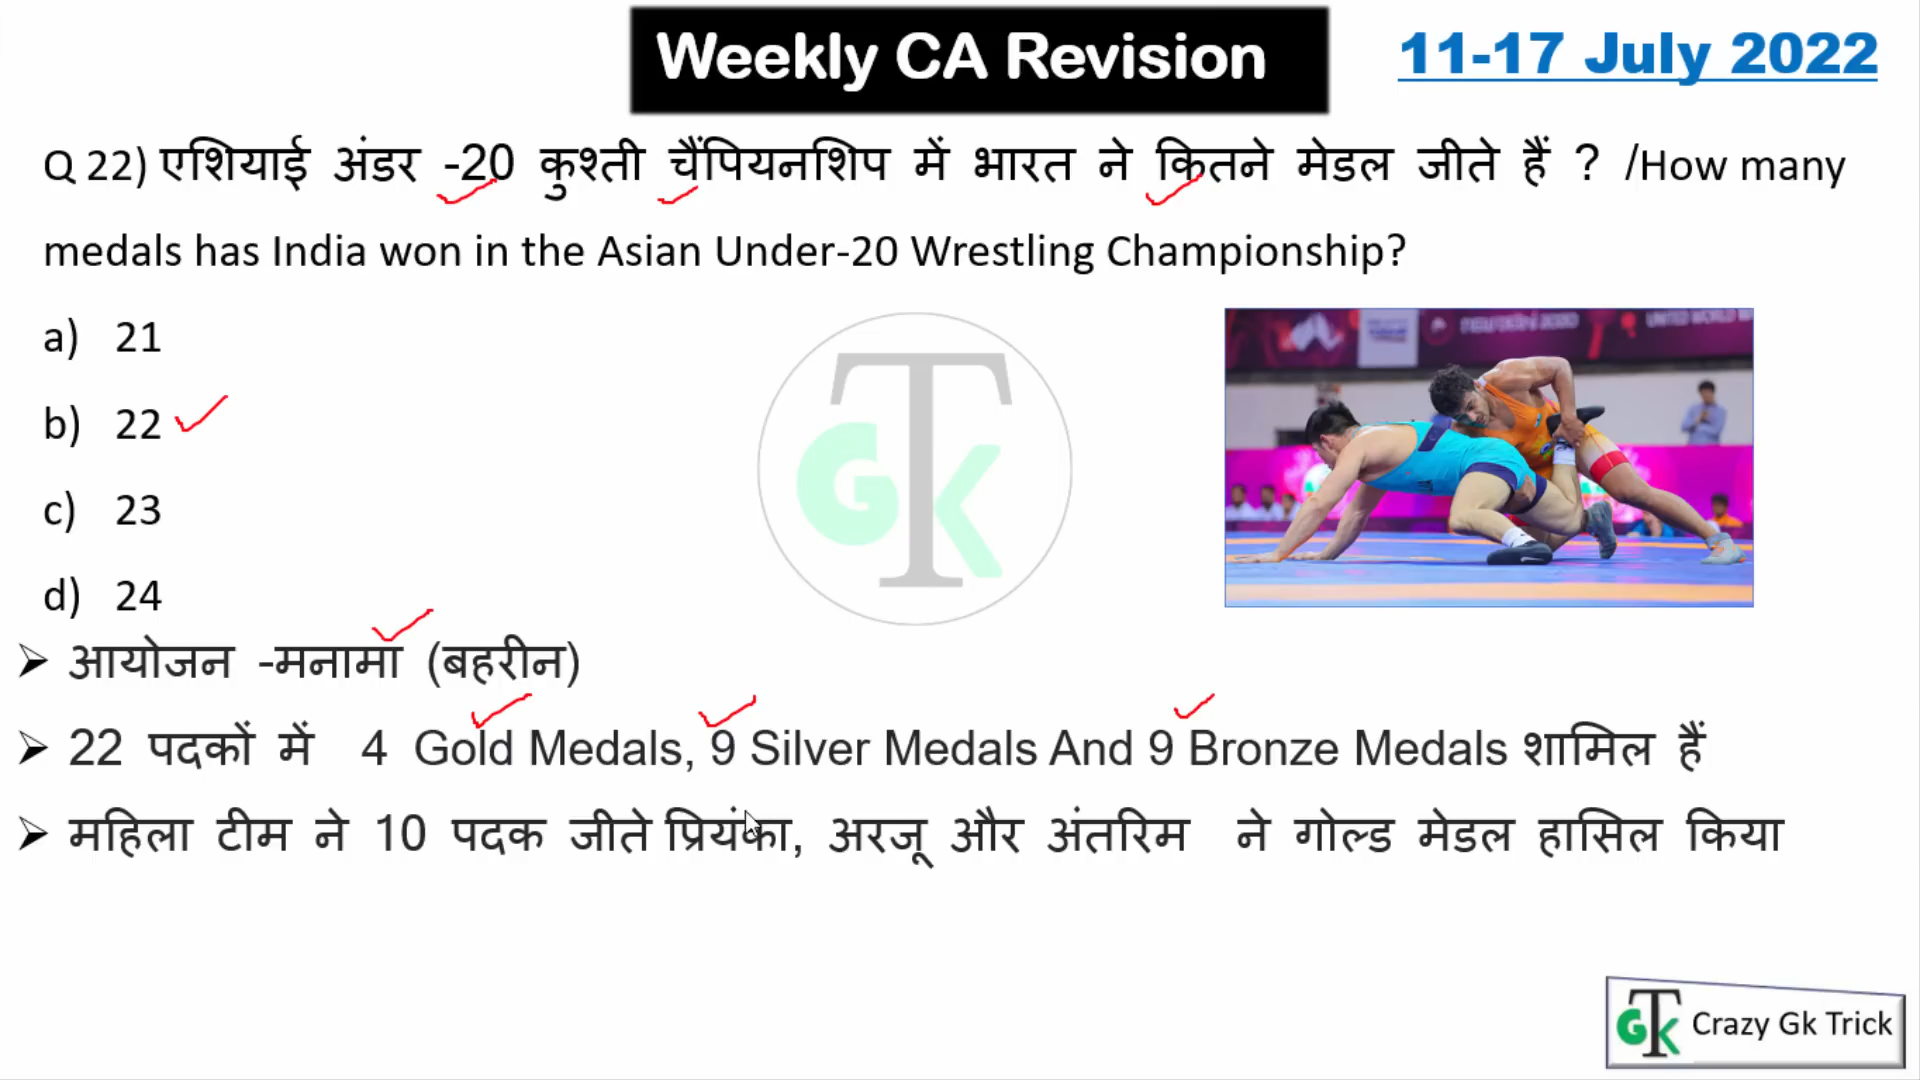 Weekly CA Revision
11-17 July 2022
Q 22) एशियाई अंडर -20 कुश्ती चैंपियनशिप में भारत ने कितने मेडल जीते हैं ? /How many
medals has India won in the Asian Under-20 Wrestling Championship?
a) 21
b) 22
c) 23
d) 24
GTK
➢ आयोजन -मनामा (बहरीन)
➢ 22 पदकों में 4 Gold Medals, 9 Silver Medals And 9 Bronze Medals शामिल हैं
➢ महिला टीम ने 10 पदक जीते प्रियंका, अरजू और अंतरिम ने गोल्ड मेडल हासिल किया
GTK Crazy Gk Trick